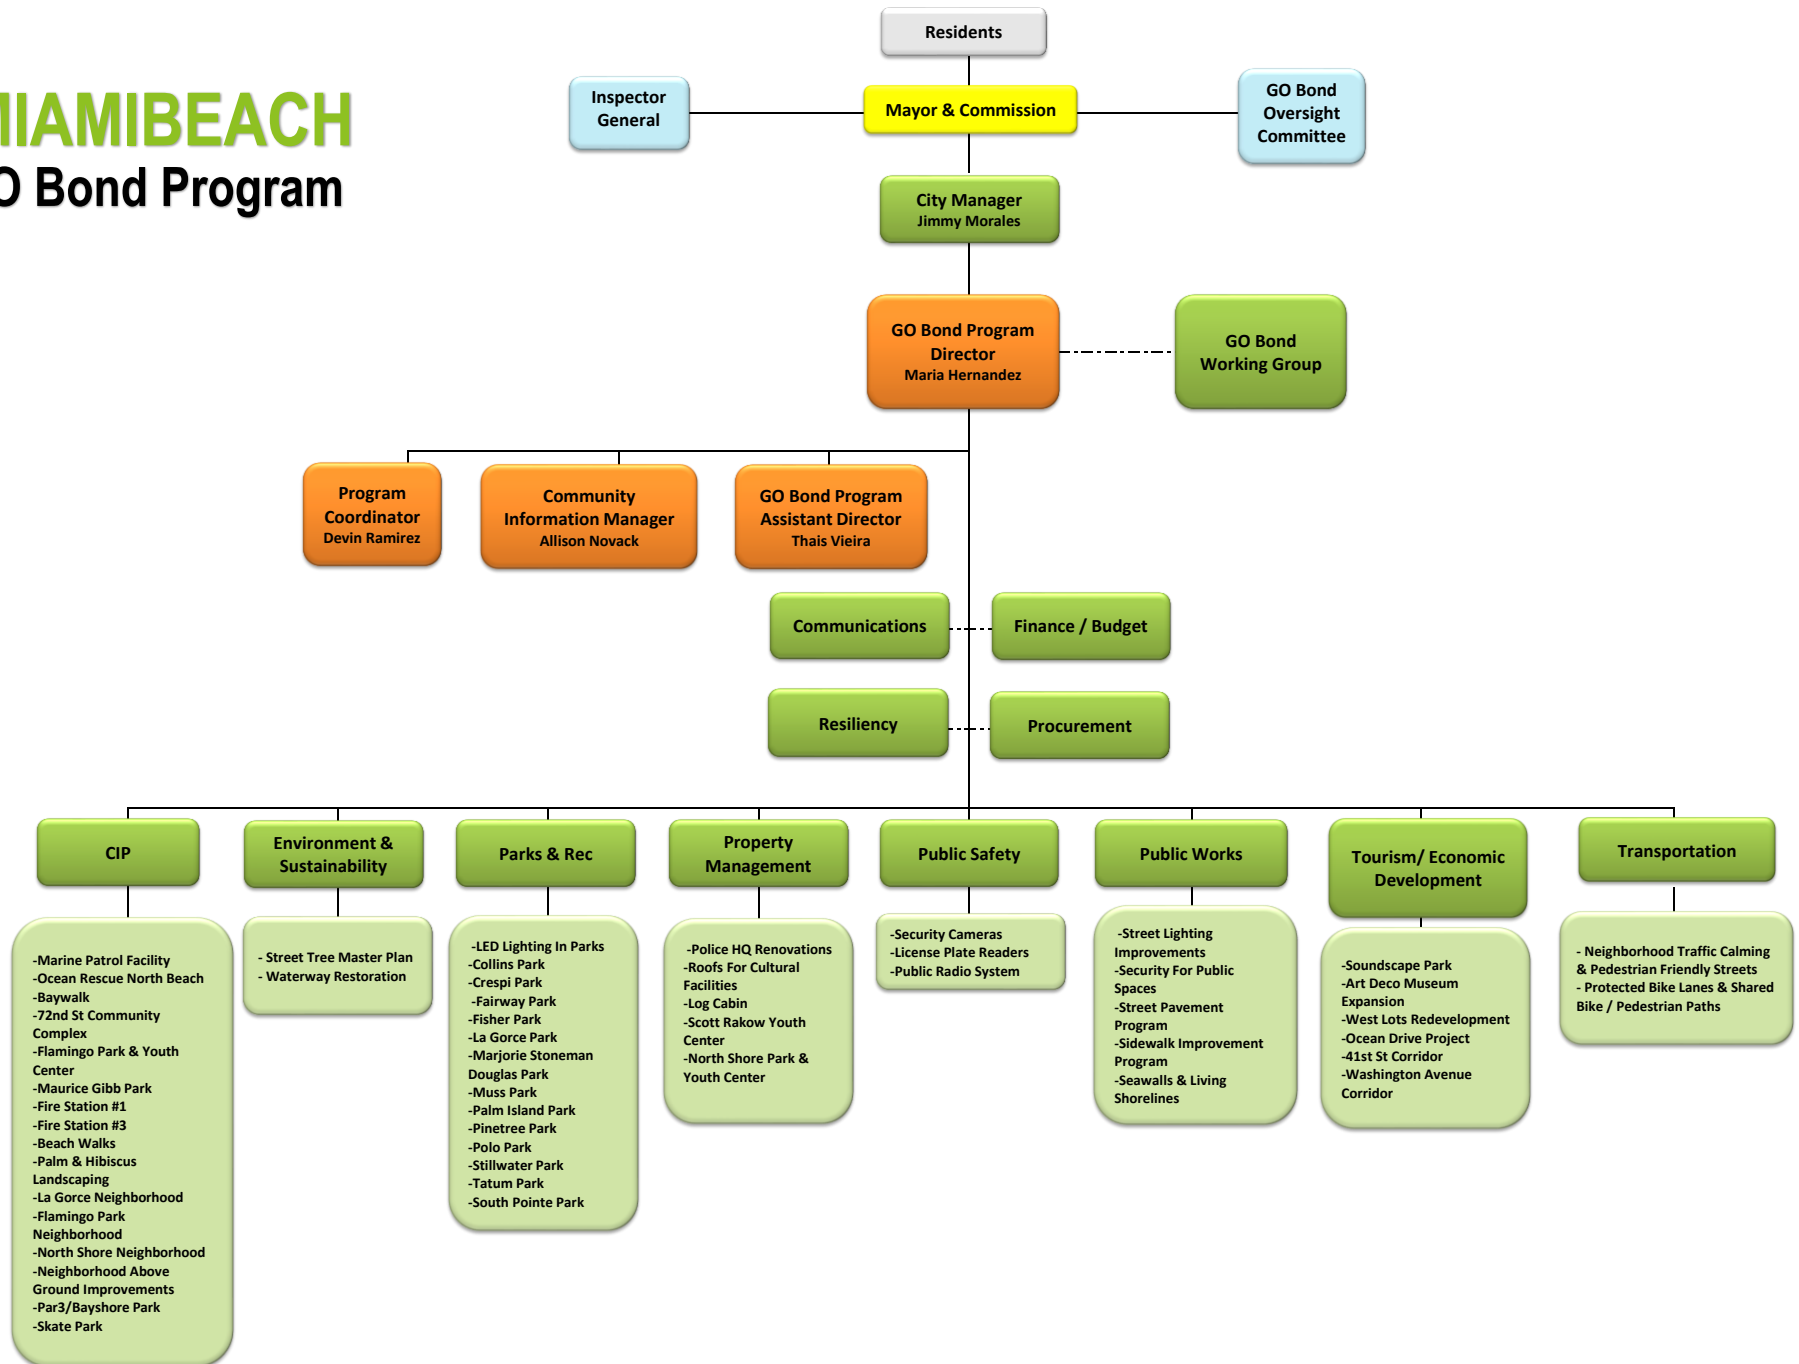 Residents
Inspector
General
Mayor & Commission
GO Bond
Oversight
Committee
MIAMIBEACH
O Bond Program
City Manager
Jimmy Morales
GO Bond Program
Director
Maria Hernandez
GO Bond
Working Group
Program
Coordinator
Devin Ramirez
Community
Information Manager
Allison Novack
GO Bond Program
Assistant Director
Thais Vieira
Communications
Finance / Budget
Resiliency
Procurement
CIP
-Marine Patrol Facility
-Ocean Rescue North Beach
-Baywalk
-72nd St Community
Complex
-Flamingo Park & Youth
Center
-Maurice Gibb Park
-Fire Station #1
-Fire Station #3
-Beach Walks
-Palm & Hibiscus
Landscaping
-La Gorce Neighborhood
-Flamingo Park
Neighborhood
-North Shore Neighborhood
-Neighborhood Above
Ground Improvements
-Par3/Bayshore Park
-Skate Park
Environment &
Sustainability
- Street Tree Master Plan
- Waterway Restoration
Parks & Rec
-LED Lighting In Parks
-Collins Park
-Crespi Park
-Fairway Park
-Fisher Park
-La Gorce Park
-Marjorie Stoneman
Douglas Park
-Muss Park
-Palm Island Park
-Pinetree Park
-Polo Park
-Stillwater Park
-Tatum Park
-South Pointe Park
Property
Management
-Police HQ Renovations
-Roofs For Cultural
Facilities
-Log Cabin
-Scott Rakow Youth
Center
-North Shore Park &
Youth Center
Public Safety
-Security Cameras
-License Plate Readers
-Public Radio System
Public Works
-Street Lighting
Improvements
-Security For Public
Spaces
-Street Pavement
Program
-Sidewalk Improvement
Program
-Seawalls & Living
Shorelines
Tourism/ Economic
Development
-Soundscape Park
-Art Deco Museum
Expansion
-West Lots Redevelopment
-Ocean Drive Project
-41st St Corridor
-Washington Avenue
Corridor
Transportation
- Neighborhood Traffic Calming
& Pedestrian Friendly Streets
- Protected Bike Lanes & Shared
Bike / Pedestrian Paths